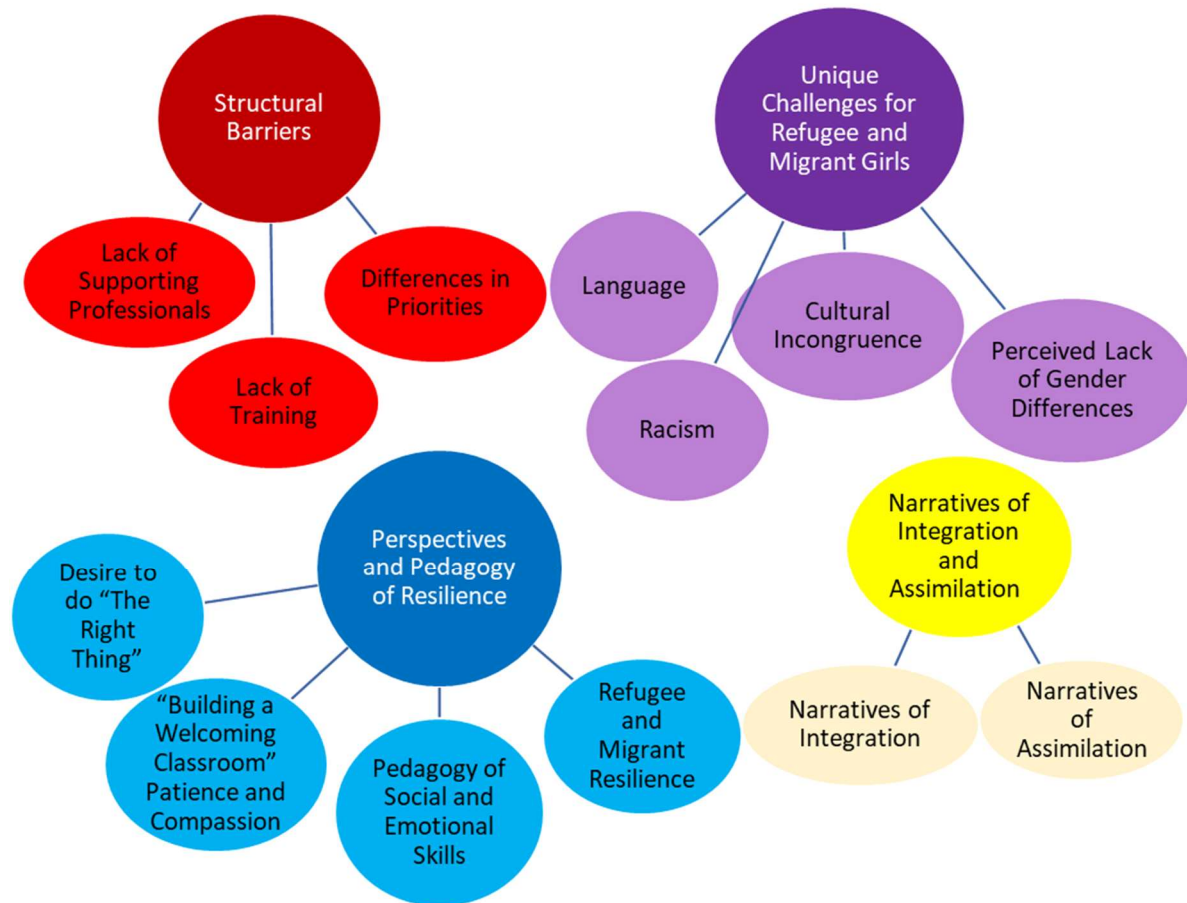 Structural
Barriers
Lack of
Supporting
Professionals
Lack of
Training
Differences in
Priorities
Unique
Challenges for
Refugee and
Migrant Girls
Language
Racism
Cultural
Incongruence
Perceived Lack
of Gender
Differences
Perspectives
and Pedagogy
of Resilience
Desire to
do “The
Right
Thing”
“Building a
Welcoming
Classroom”
Patience and
Compassion
Pedagogy of
Social and
Emotional
Skills
Refugee
and
Migrant
Resilience
Narratives of
Integration
and
Assimilation
Narratives of
Integration
Narratives
of
Assimilation